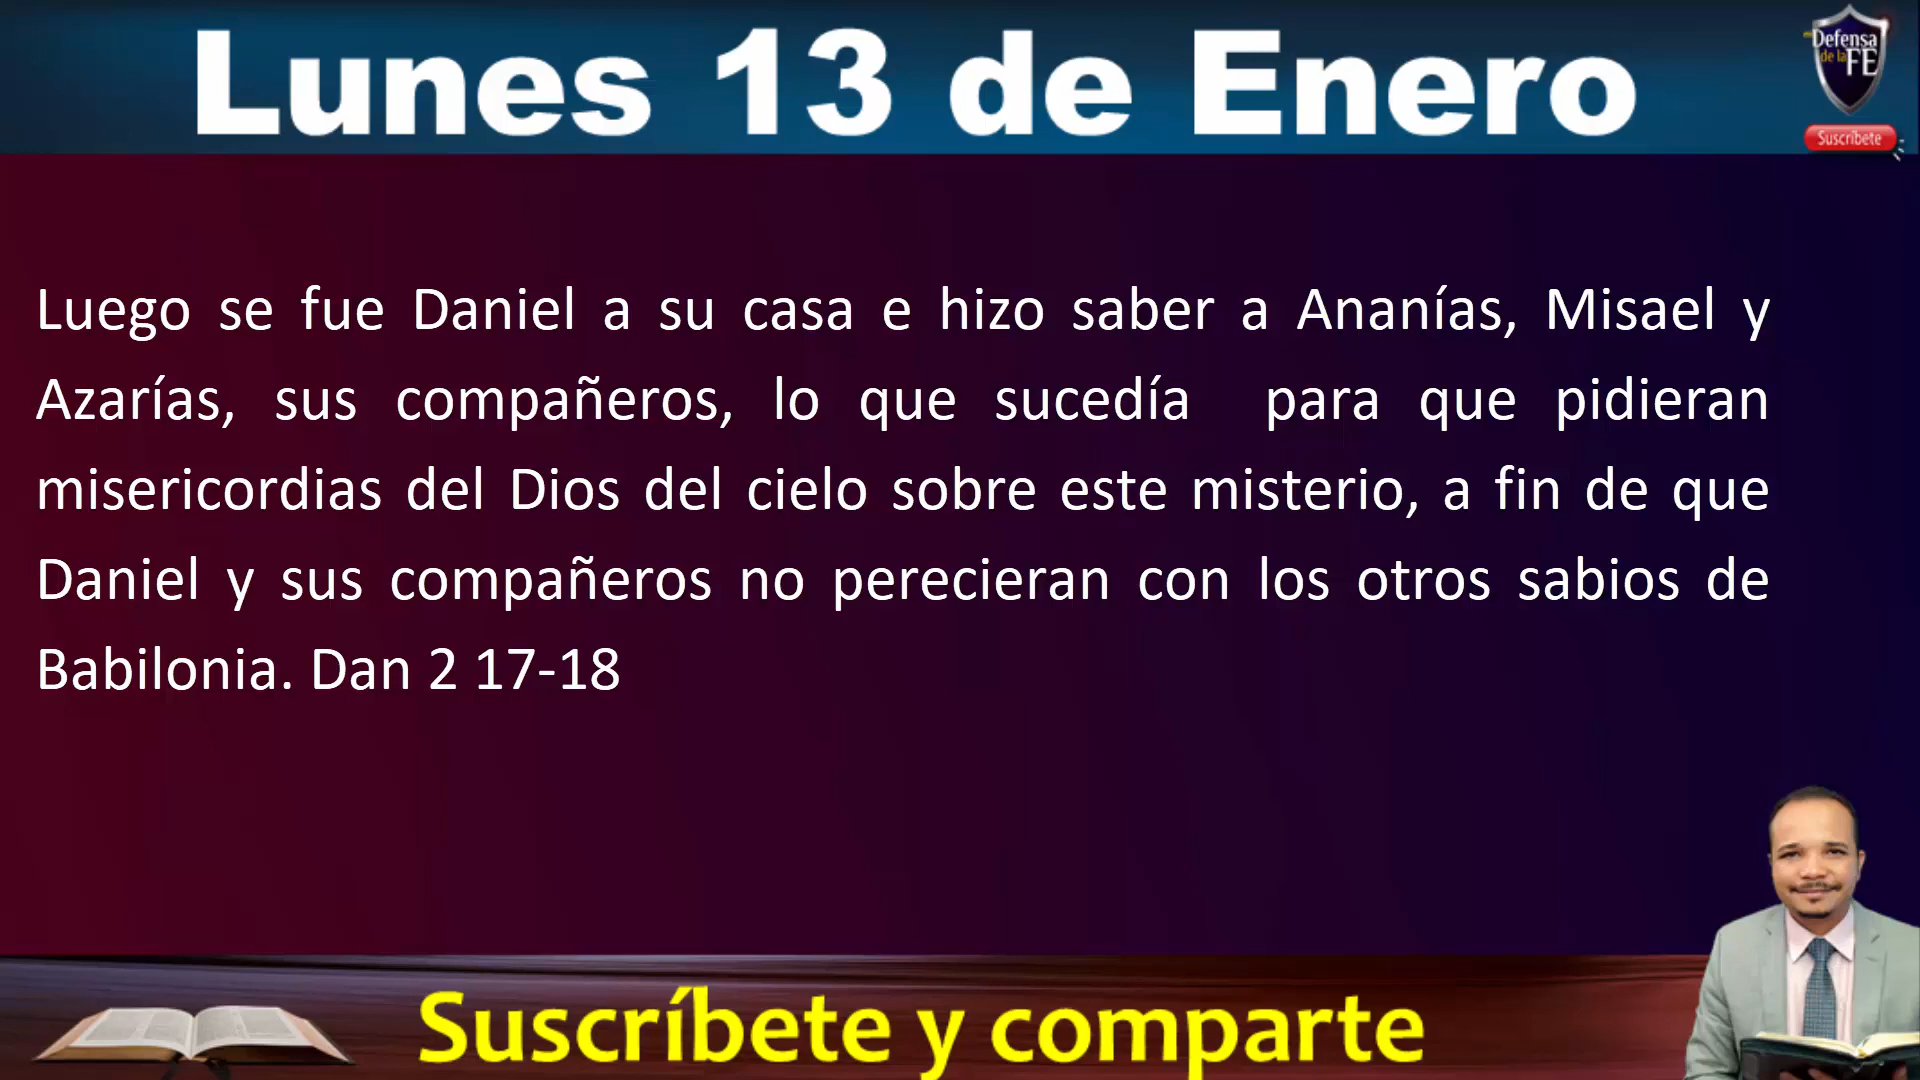 Lunes 13 de Enero
Defensa
de la FE
Suscríbete
Luego se fue Daniel a su casa e hizo saber a Ananías, Misael y
Azarías, sus compañeros, lo que sucedía  para que pidieran
misericordias del Dios del cielo sobre este misterio, a fin de que
Daniel y sus compañeros no perecieran con los otros sabios de
Babilonia. Dan 2 17-18
Suscríbete y comparte